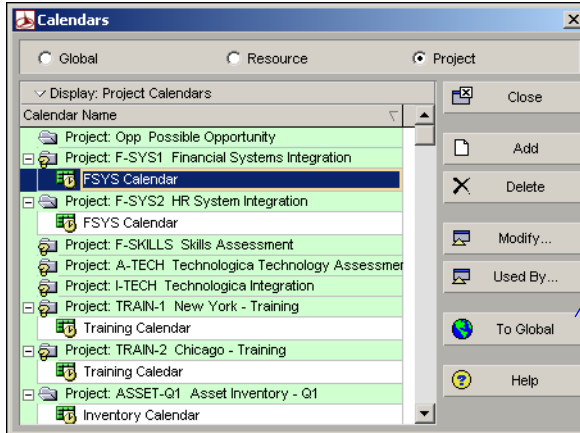 Calendars
Global Resource Project
Display: Project Calendars
Calendar Name
Project: Opp Possible Opportunity
Project: F-SYS1 Financial Systems Integration
FSYS Calendar
Project: F-SYS2 HR System Integration
FSYS Calendar
Project: F-SKILLS Skills Assessment
Project: A-TECH Technologica Technology Assessmer
Project: I-TECH Technologica Integration
Project: TRAIN-1 New York - Training
Training Calendar
Project: TRAIN-2 Chicago - Training
Training Caledar
Project: ASSET-Q1 Asset Inventory - Q1
Inventory Calendar
Close
Add
Delete
Modify...
Used By...
To Global
Help